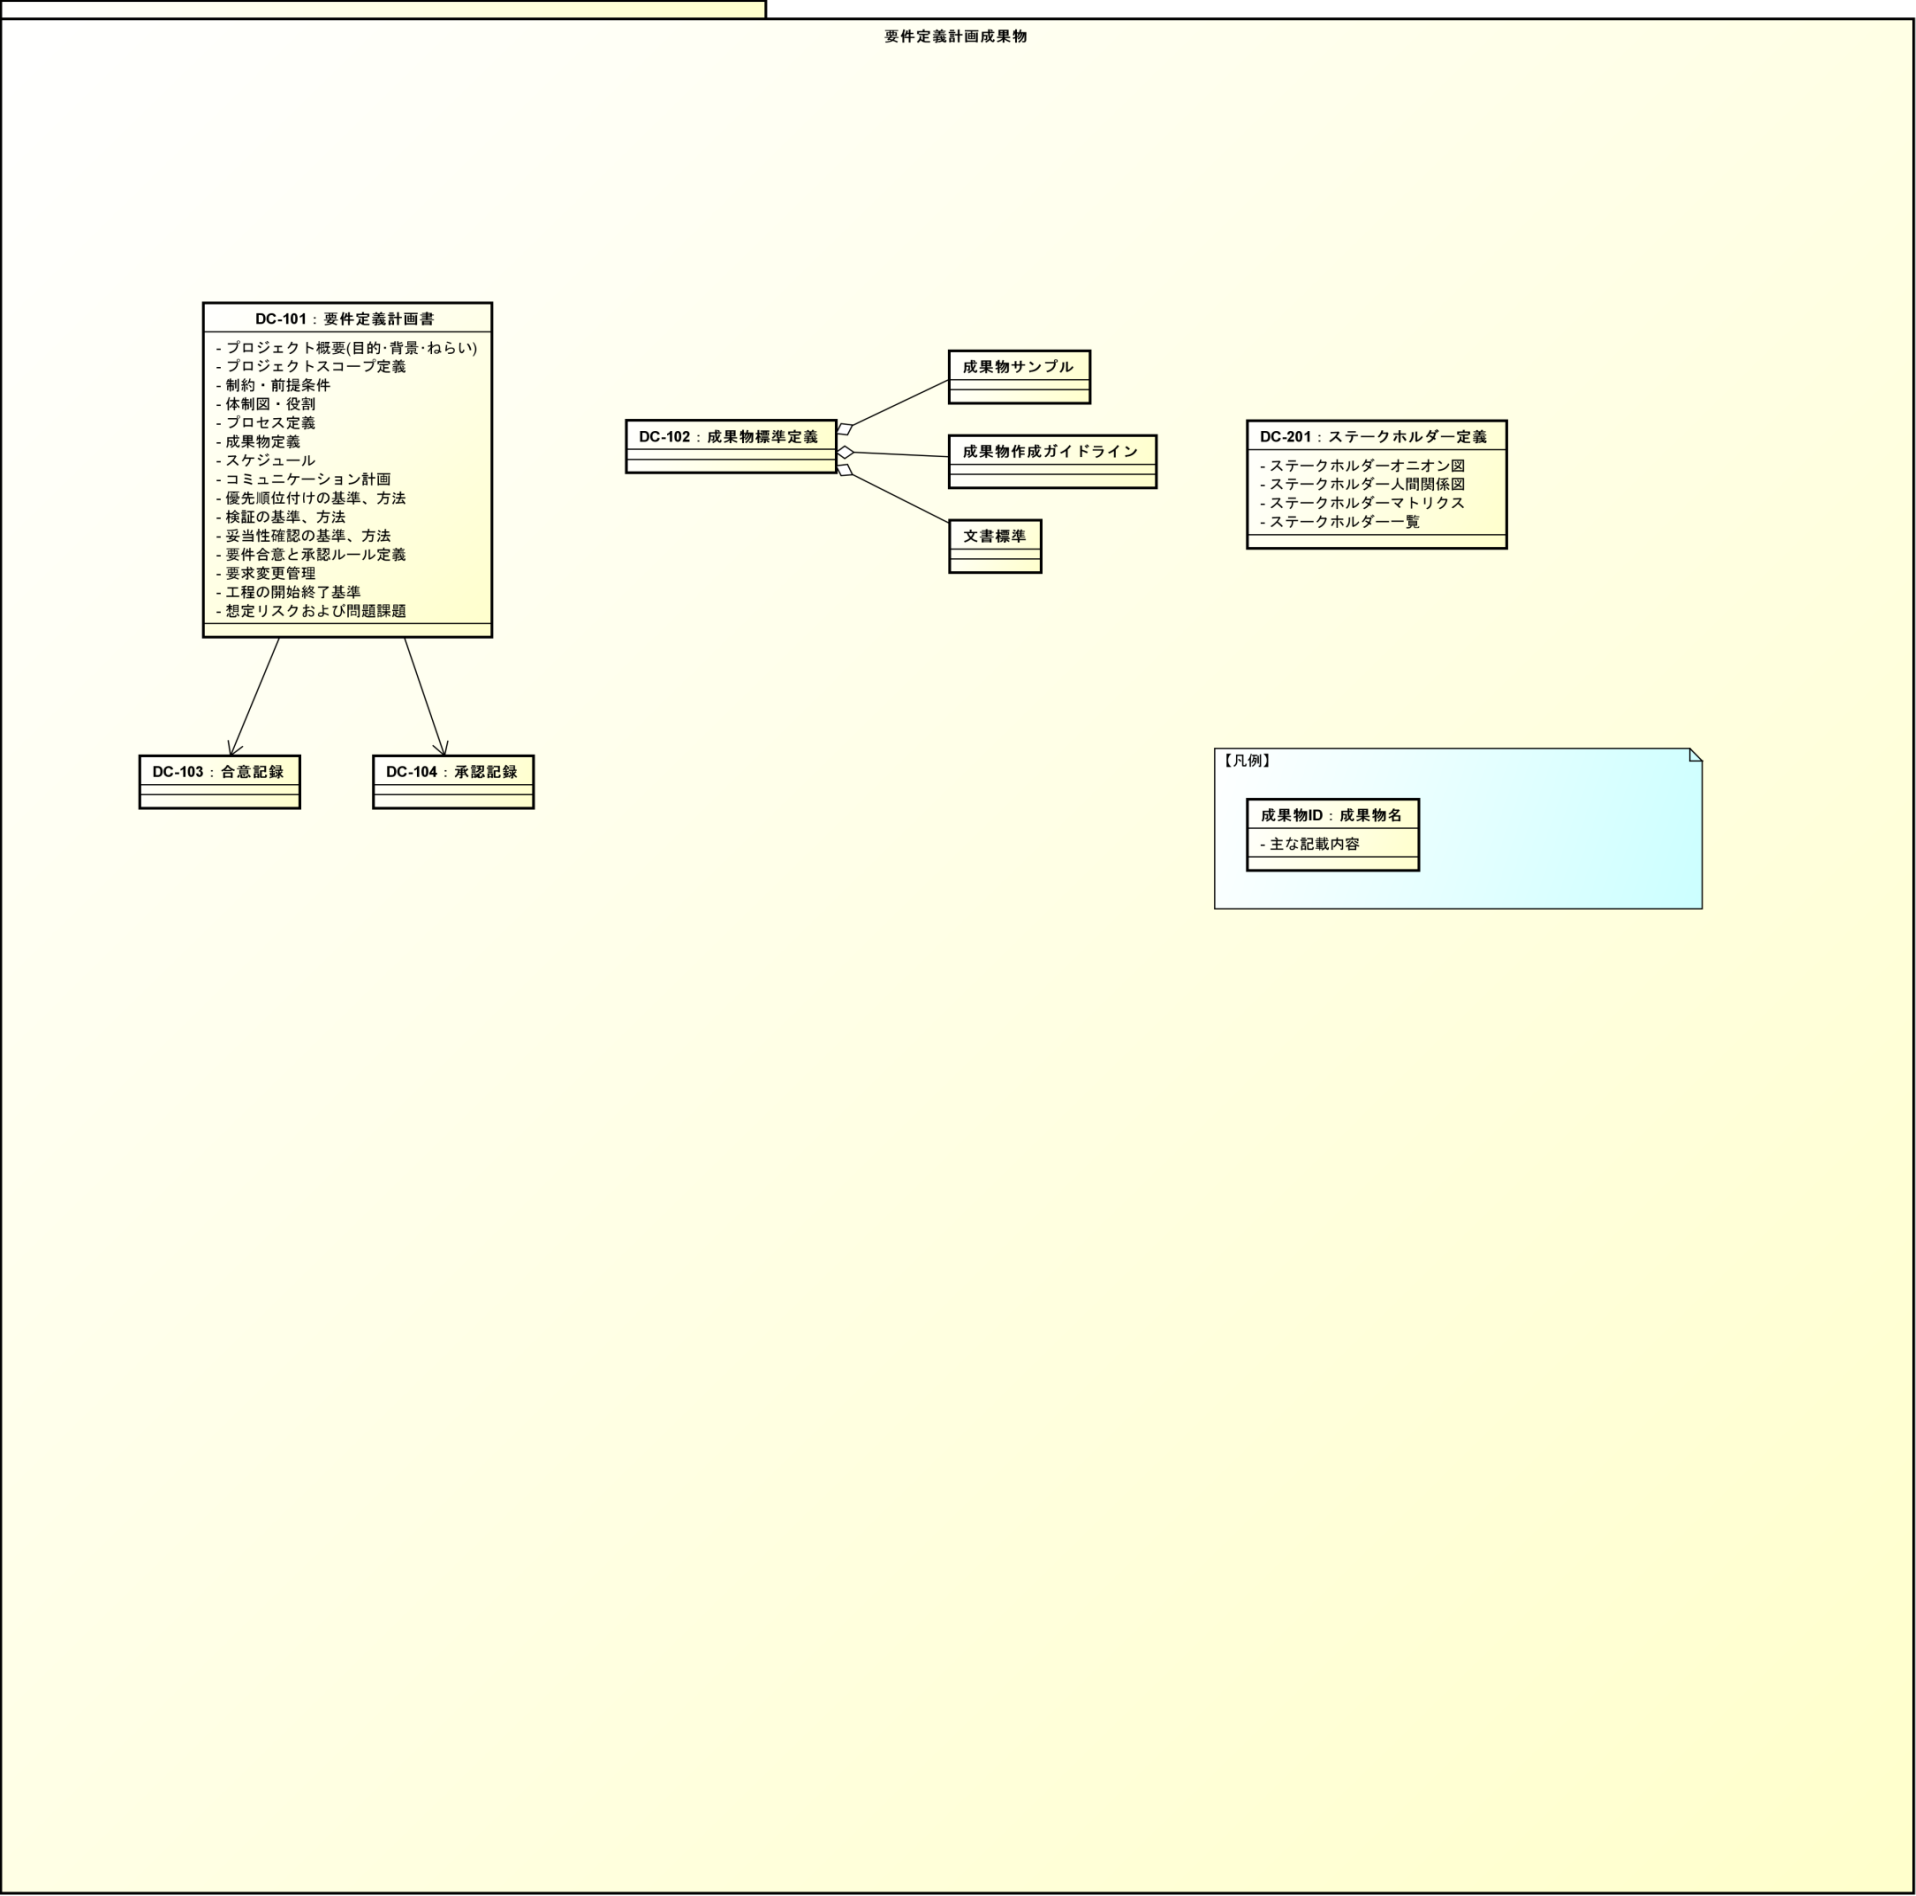 要件定義計画成果物
DC-101：要件定義計画書
- プロジェクト概要(目的･背景･ねらい)
- プロジェクトスコープ定義
- 制約・前提条件
- 体制図・役割
- プロセス定義
- 成果物定義
- スケジュール
- コミュニケーション計画
- 優先順位付けの基準、方法
- 検証の基準、方法
- 妥当性確認の基準、方法
- 要件合意と承認ルール定義
- 要求変更管理
- 工程の開始終了基準
- 想定リスクおよび問題課題
DC-103：合意記録
DC-104：承認記録
DC-102：成果物標準定義
成果物サンプル
成果物作成ガイドライン
文書標準
DC-201：ステークホルダー定義
- ステークホルダーオニオン図
- ステークホルダー人間関係図
- ステークホルダーマトリクス
- ステークホルダー一覧
【凡例】
成果物ID：成果物名
- 主な記載内容